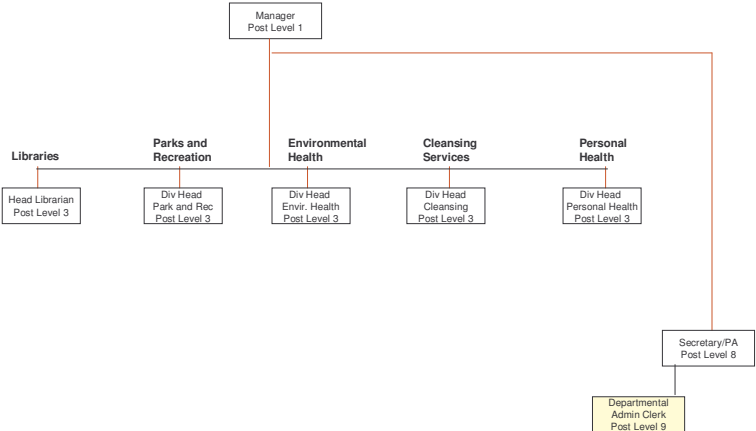 Manager
Post Level 1
Libraries
Parks and
Recreation
Environmental
Health
Cleansing
Services
Personal
Health
Head Librarian
Post Level 3
Div Head
Park and Rec
Post Level 3
Div Head
Envir. Health
Post Level 3
Div Head
Cleansing
Post Level 3
Div Head
Personal Health
Post Level 3
Secretary/PA
Post Level 8
Departmental
Admin Clerk
Post Level 9